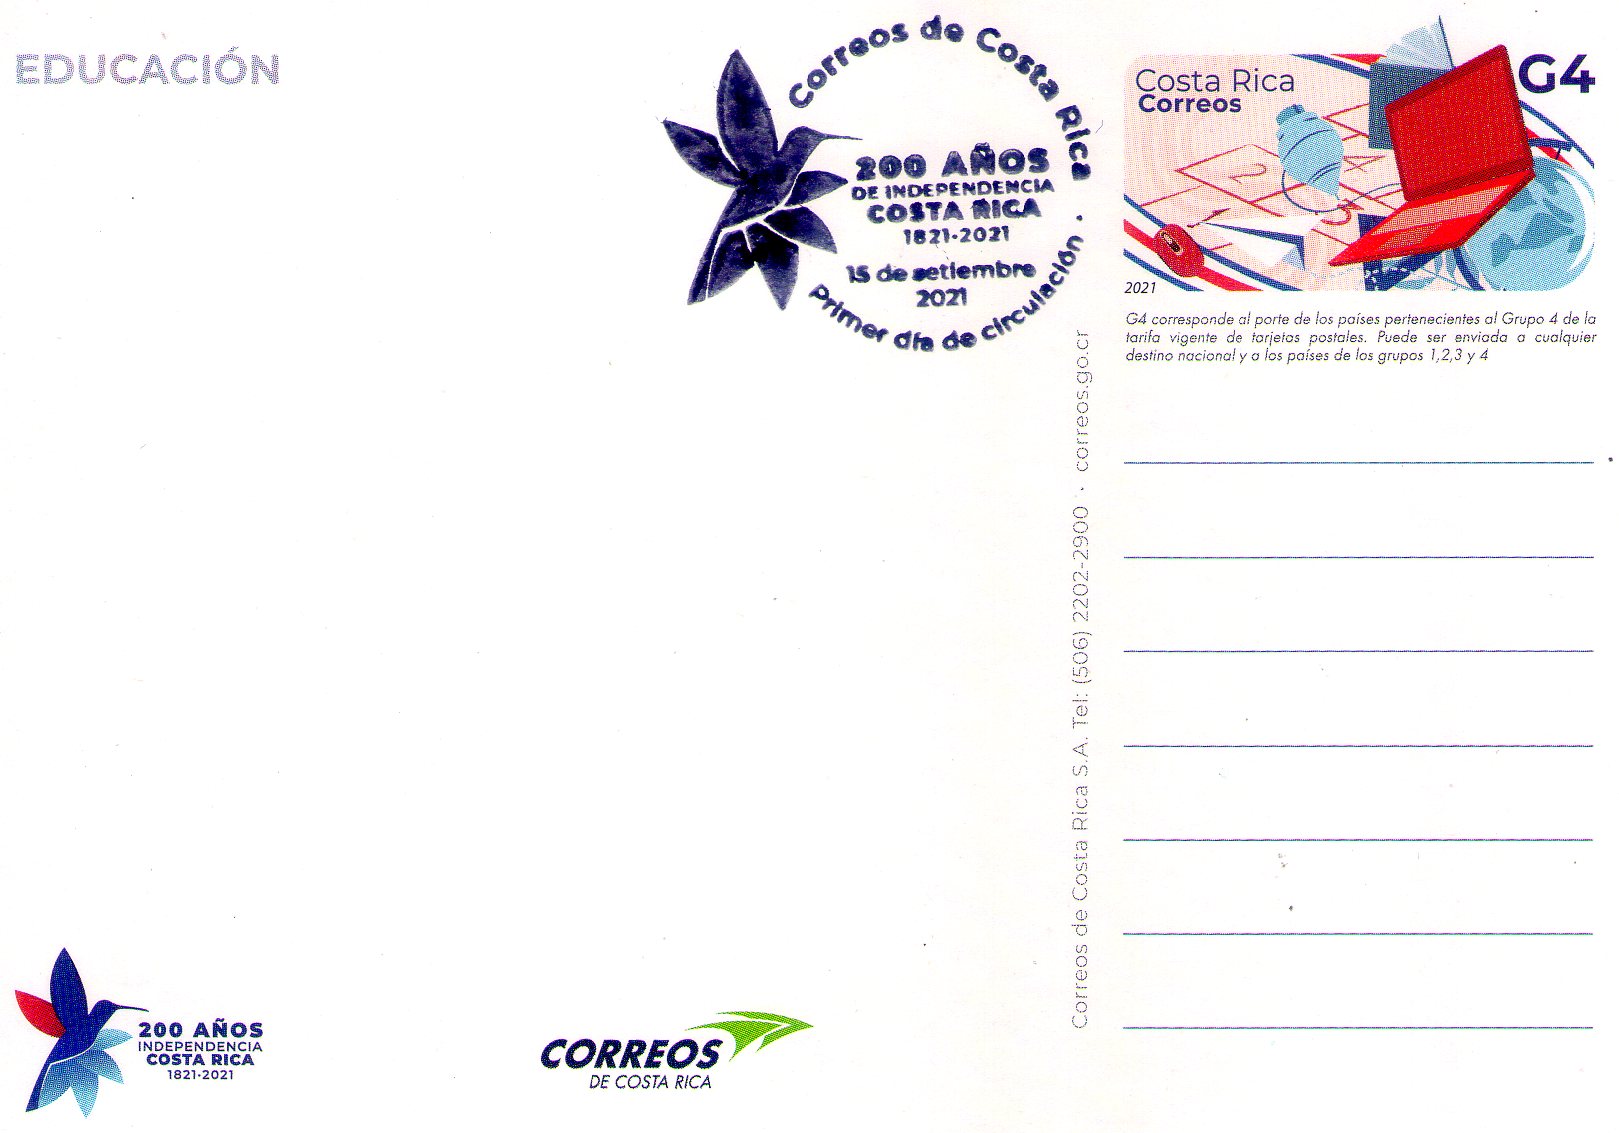 EDUCACIÓN
Correos de Costa Rica
200 AÑOS
DE INDEPENDENCIA
COSTA RICA
1821·2021
15 de setiembre
2021
Primer día de circulación
Costa Rica
Correos
G4
2
4
3
2021
G4 corresponde al porte de los países pertenecientes al Grupo 4 de la
tarifa vigente de tarjetas postales. Puede ser enviada a cualquier
destino nacional y a los países de los grupos 1,2,3 y 4
Correos de Costa Rica S.A. Tel: (506) 2202-2900 · correos.go.cr
200 AÑOS
INDEPENDENCIA
COSTA RICA
1821·2021
CORREOS
DE COSTA RICA